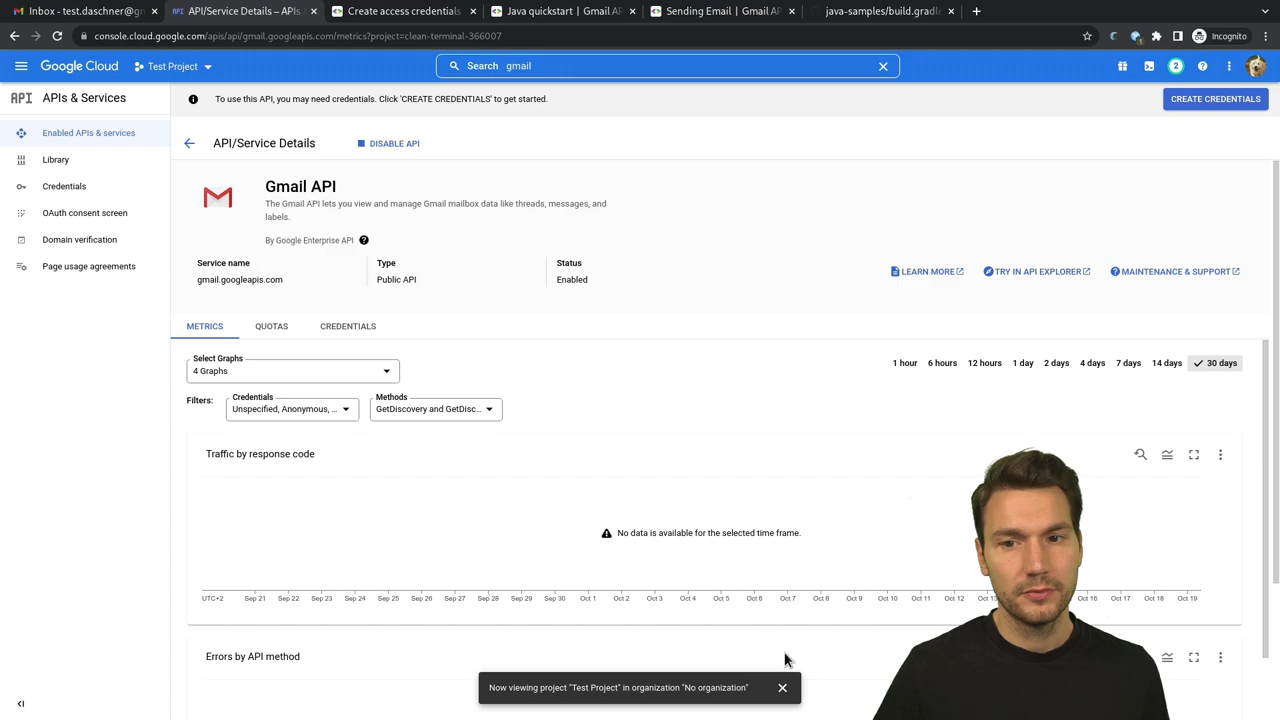 Inbox - test.daschner@gm
API/Service Details – APIs
Create access credentials
Java quickstart | Gmail AP
Sending Email | Gmail AP
java-samples/build.gradle
console.cloud.google.com/apis/api/gmail.googleapis.com/metrics?project=clean-terminal-366007
Incognito
Google Cloud
Test Project
Search gmail
2
API APIs & Services
To use this API, you may need credentials. Click 'CREATE CREDENTIALS' to get started.
CREATE CREDENTIALS
Enabled APIs & services
Library
Credentials
OAuth consent screen
Domain verification
Page usage agreements
API/Service Details
DISABLE API
Gmail API
The Gmail API lets you view and manage Gmail mailbox data like threads, messages, and
labels.
By Google Enterprise API
Service name
gmail.googleapis.com
Type
Public API
Status
Enabled
LEARN MORE
TRY IN API EXPLORER
MAINTENANCE & SUPPORT
METRICS
QUOTAS
CREDENTIALS
Select Graphs
4 Graphs
1 hour 6 hours 12 hours 1 day 2 days 4 days 7 days 14 days 30 days
Filters:
Credentials
Unspecified, Anonymous, ...
Methods
GetDiscovery and GetDisc...
Traffic by response code
No data is available for the selected time frame.
UTC+2 Sep 21 Sep 22 Sep 23 Sep 24 Sep 25 Sep 26 Sep 27 Sep 28 Sep 29 Sep 30 Oct 1 Oct 2 Oct 3 Oct 4 Oct 5 Oct 6 Oct 7 Oct 8 Oct 9 Oct 10 Oct 11 Oct 12 Oct 16 Oct 17 Oct 18 Oct 19
Errors by API method
Now viewing project "Test Project" in organization "No organization"